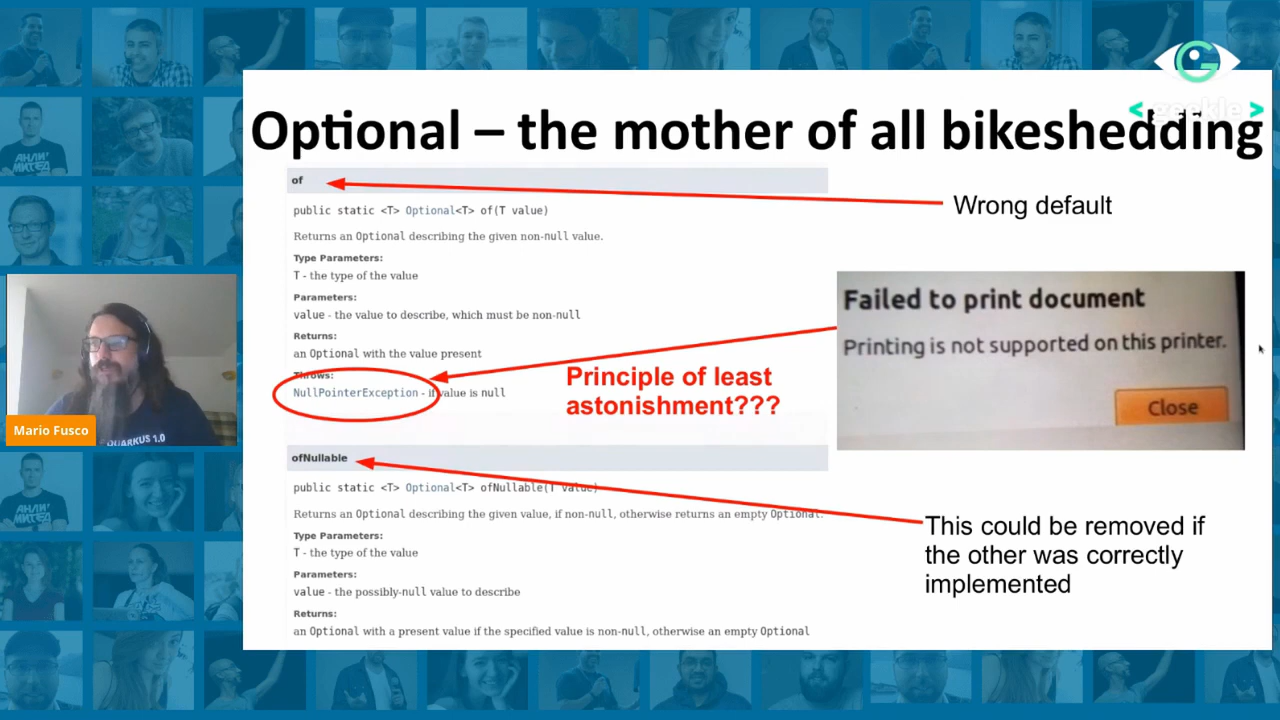 < geekle >
Optional – the mother of all bikeshedding
of
Wrong default
public static <T> Optional<T> of(T value)
Returns an Optional describing the given non-null value.
Type Parameters:
T - the type of the value
Parameters:
value - the value to describe, which must be non-null
Returns:
an Optional with the value present
Throws:
NullPointerException - if value is null
Principle of least
astonishment???
Failed to print document
Printing is not supported on this printer.
Close
ofNullable
public static <T> Optional<T> ofNullable(T value)
Returns an Optional describing the given value, if non-null, otherwise returns an empty Optional.
Type Parameters:
T - the type of the value
Parameters:
value - the possibly-null value to describe
Returns:
an Optional with a present value if the specified value is non-null, otherwise an empty Optional
This could be removed if
the other was correctly
implemented
Mario Fusco
QUARKUS 1.0
АНЛИ
МИТЕД
АНЛИ
МИТЕД